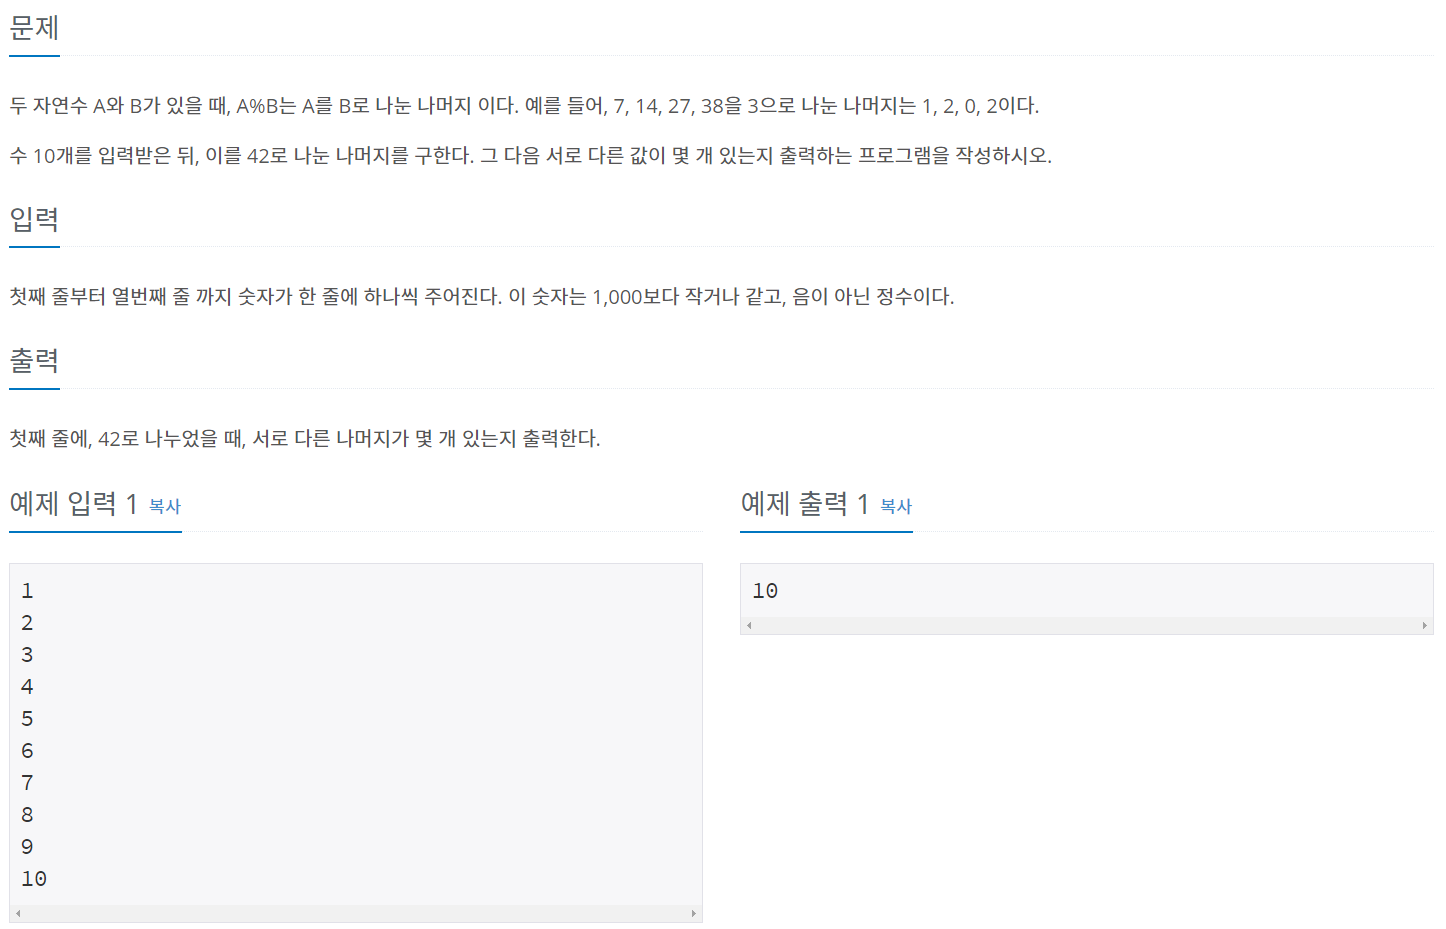 문제
두 자연수 A와 B가 있을 때, A%B는 A를 B로 나눈 나머지 이다. 예를 들어, 7, 14, 27, 38을 3으로 나눈 나머지는 1, 2, 0, 2이다.
수 10개를 입력받은 뒤, 이를 42로 나눈 나머지를 구한다. 그 다음 서로 다른 값이 몇 개 있는지 출력하는 프로그램을 작성하시오.
입력
첫째 줄부터 열번째 줄 까지 숫자가 한 줄에 하나씩 주어진다. 이 숫자는 1,000보다 작거나 같고, 음이 아닌 정수이다.
출력
첫째 줄에, 42로 나누었을 때, 서로 다른 나머지가 몇 개 있는지 출력한다.
예제 입력 1 복사
1
2
3
4
5
6
7
8
9
10
예제 출력 1 복사
10